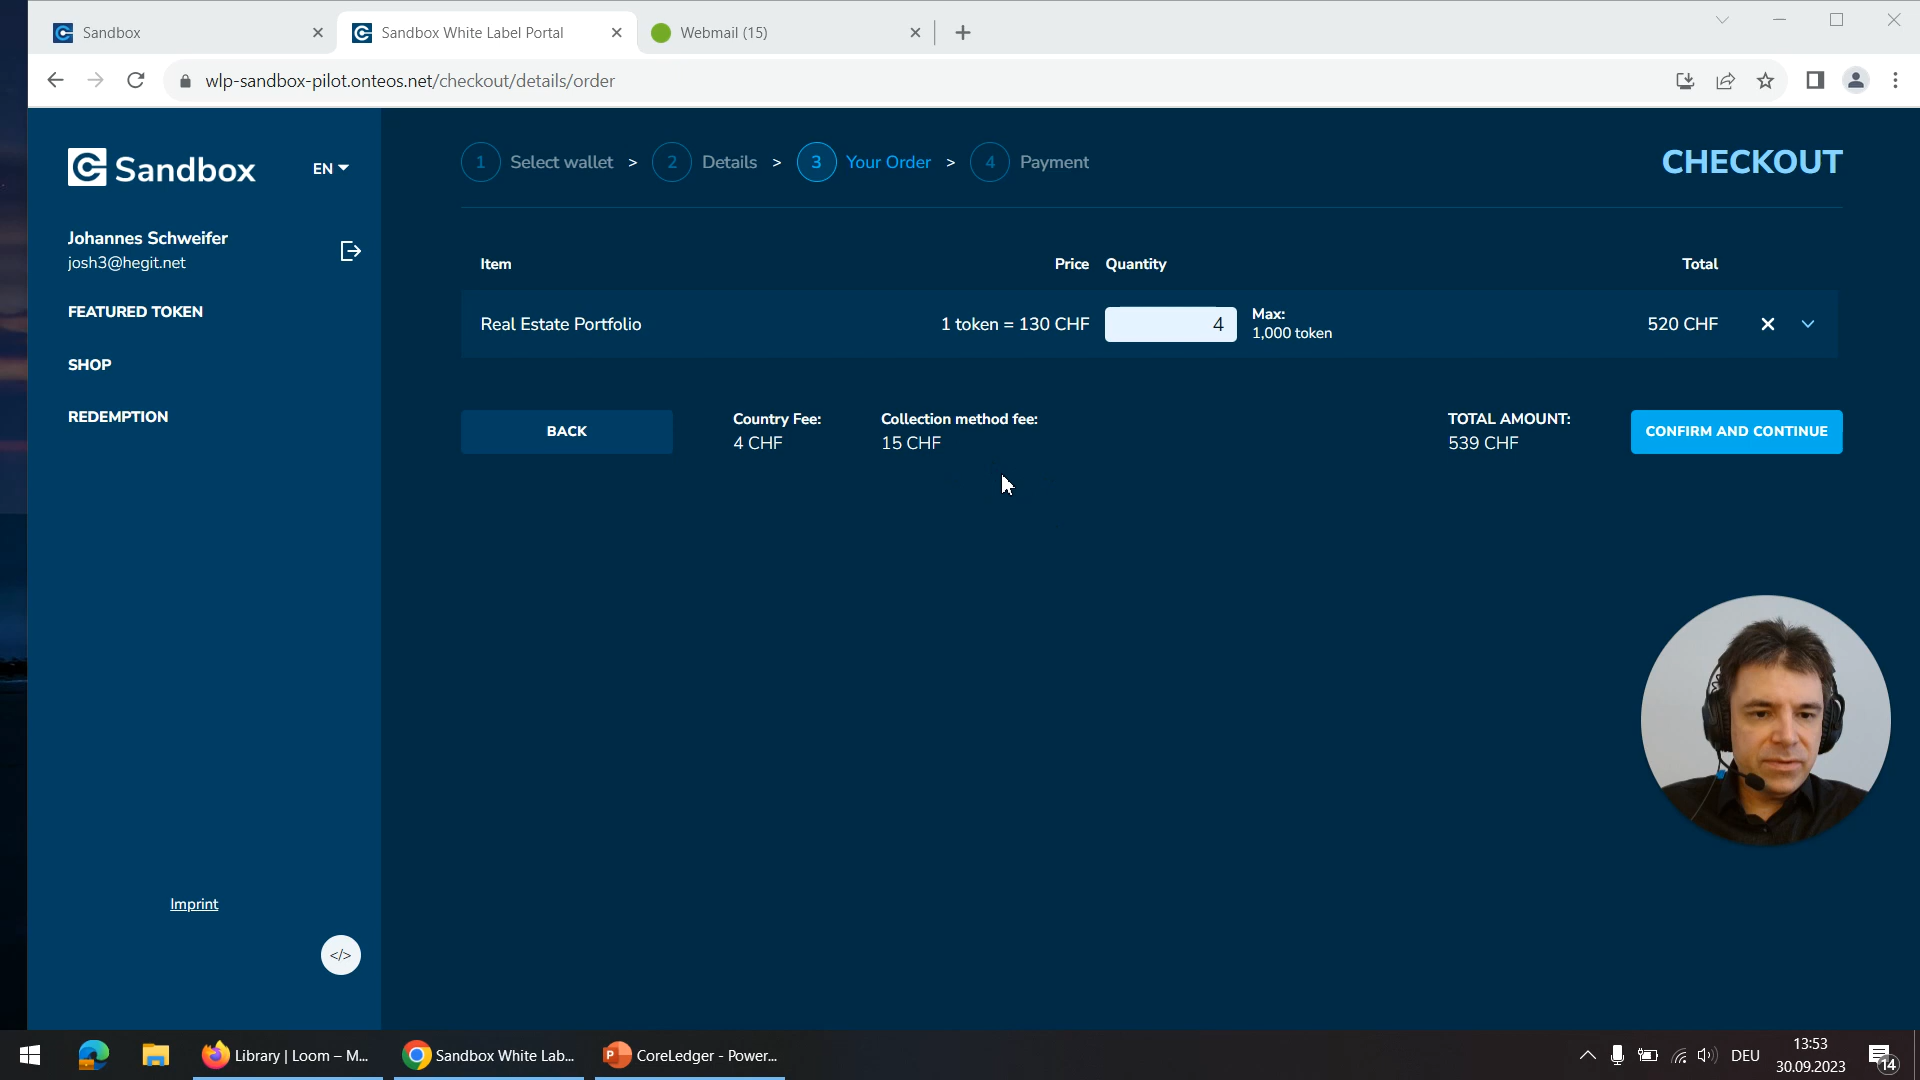 Sandbox
Sandbox White Label Portal
Webmail (15)
wlp-sandbox-pilot.onteos.net/checkout/details/order
Sandbox
EN
Johannes Schweifer
josh3@hegit.net
FEATURED TOKEN
SHOP
REDEMPTION
Imprint
</>
1 Select wallet > 2 Details > 3 Your Order > 4 Payment
CHECKOUT
Item Price Quantity Total
Real Estate Portfolio 1 token = 130 CHF 4 Max: 520 CHF
1,000 token
BACK
Country Fee:
4 CHF
Collection method fee:
15 CHF
TOTAL AMOUNT:
539 CHF
CONFIRM AND CONTINUE
Library | Loom – M...
Sandbox White Lab...
CoreLedger - Power...
DEU
13:53
30.09.2023
14